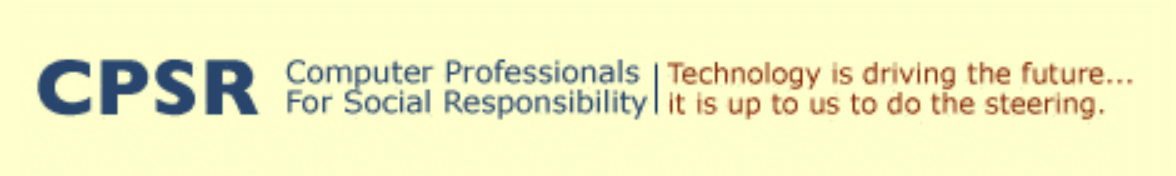 CPSR
Computer Professionals
For Social Responsibility
Technology is driving the future...
it is up to us to do the steering.